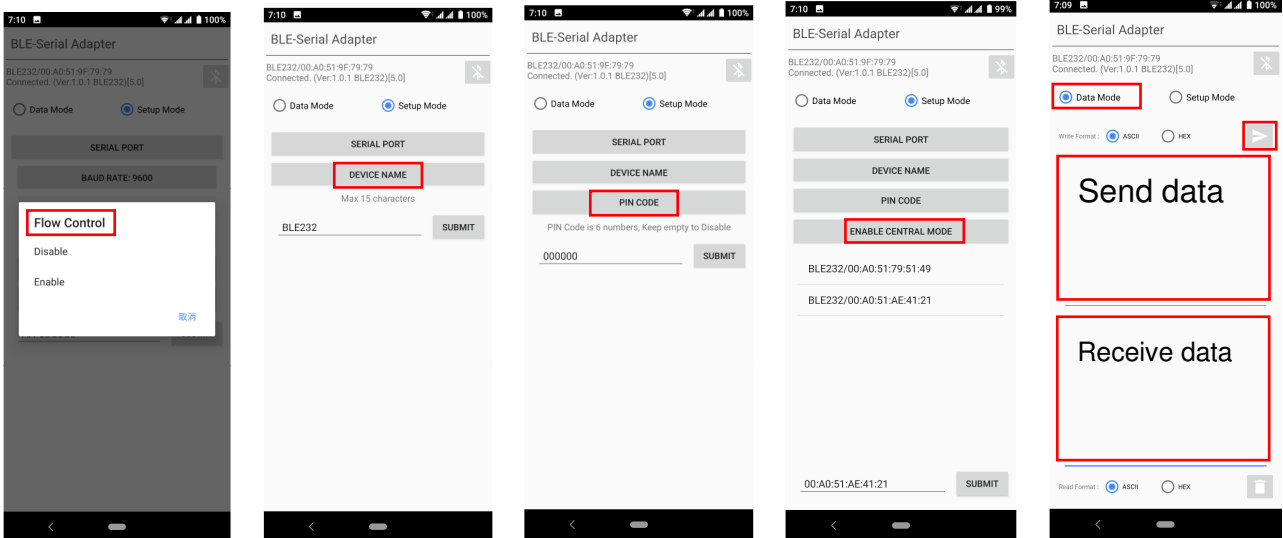 7:10 100%
BLE-Serial Adapter
BLE232/00:A0:51:9F:79:79
Connected. (Ver:1.0.1 BLE232)[5.0]
Data Mode Setup Mode
SERIAL PORT
BAUD RATE: 9600
Flow Control
Disable
Enable
取消
7:10 100%
BLE-Serial Adapter
BLE232/00:A0:51:9F:79:79
Connected. (Ver:1.0.1 BLE232)[5.0]
Data Mode Setup Mode
SERIAL PORT
DEVICE NAME
Max 15 characters
BLE232 SUBMIT
7:10 100%
BLE-Serial Adapter
BLE232/00:A0:51:9F:79:79
Connected. (Ver:1.0.1 BLE232)[5.0]
Data Mode Setup Mode
SERIAL PORT
DEVICE NAME
PIN CODE
PIN Code is 6 numbers, Keep empty to Disable
000000 SUBMIT
7:10 99%
BLE-Serial Adapter
BLE232/00:A0:51:9F:79:79
Connected. (Ver:1.0.1 BLE232)[5.0]
Data Mode Setup Mode
SERIAL PORT
DEVICE NAME
PIN CODE
ENABLE CENTRAL MODE
BLE232/00:A0:51:79:51:49
BLE232/00:A0:51:AE:41:21
00:A0:51:AE:41:21 SUBMIT
7:09 100%
BLE-Serial Adapter
BLE232/00:A0:51:9F:79:79
Connected. (Ver:1.0.1 BLE232)[5.0]
Data Mode Setup Mode
Write Format : ASCII HEX
Send data
Receive data
Read Format : ASCII HEX